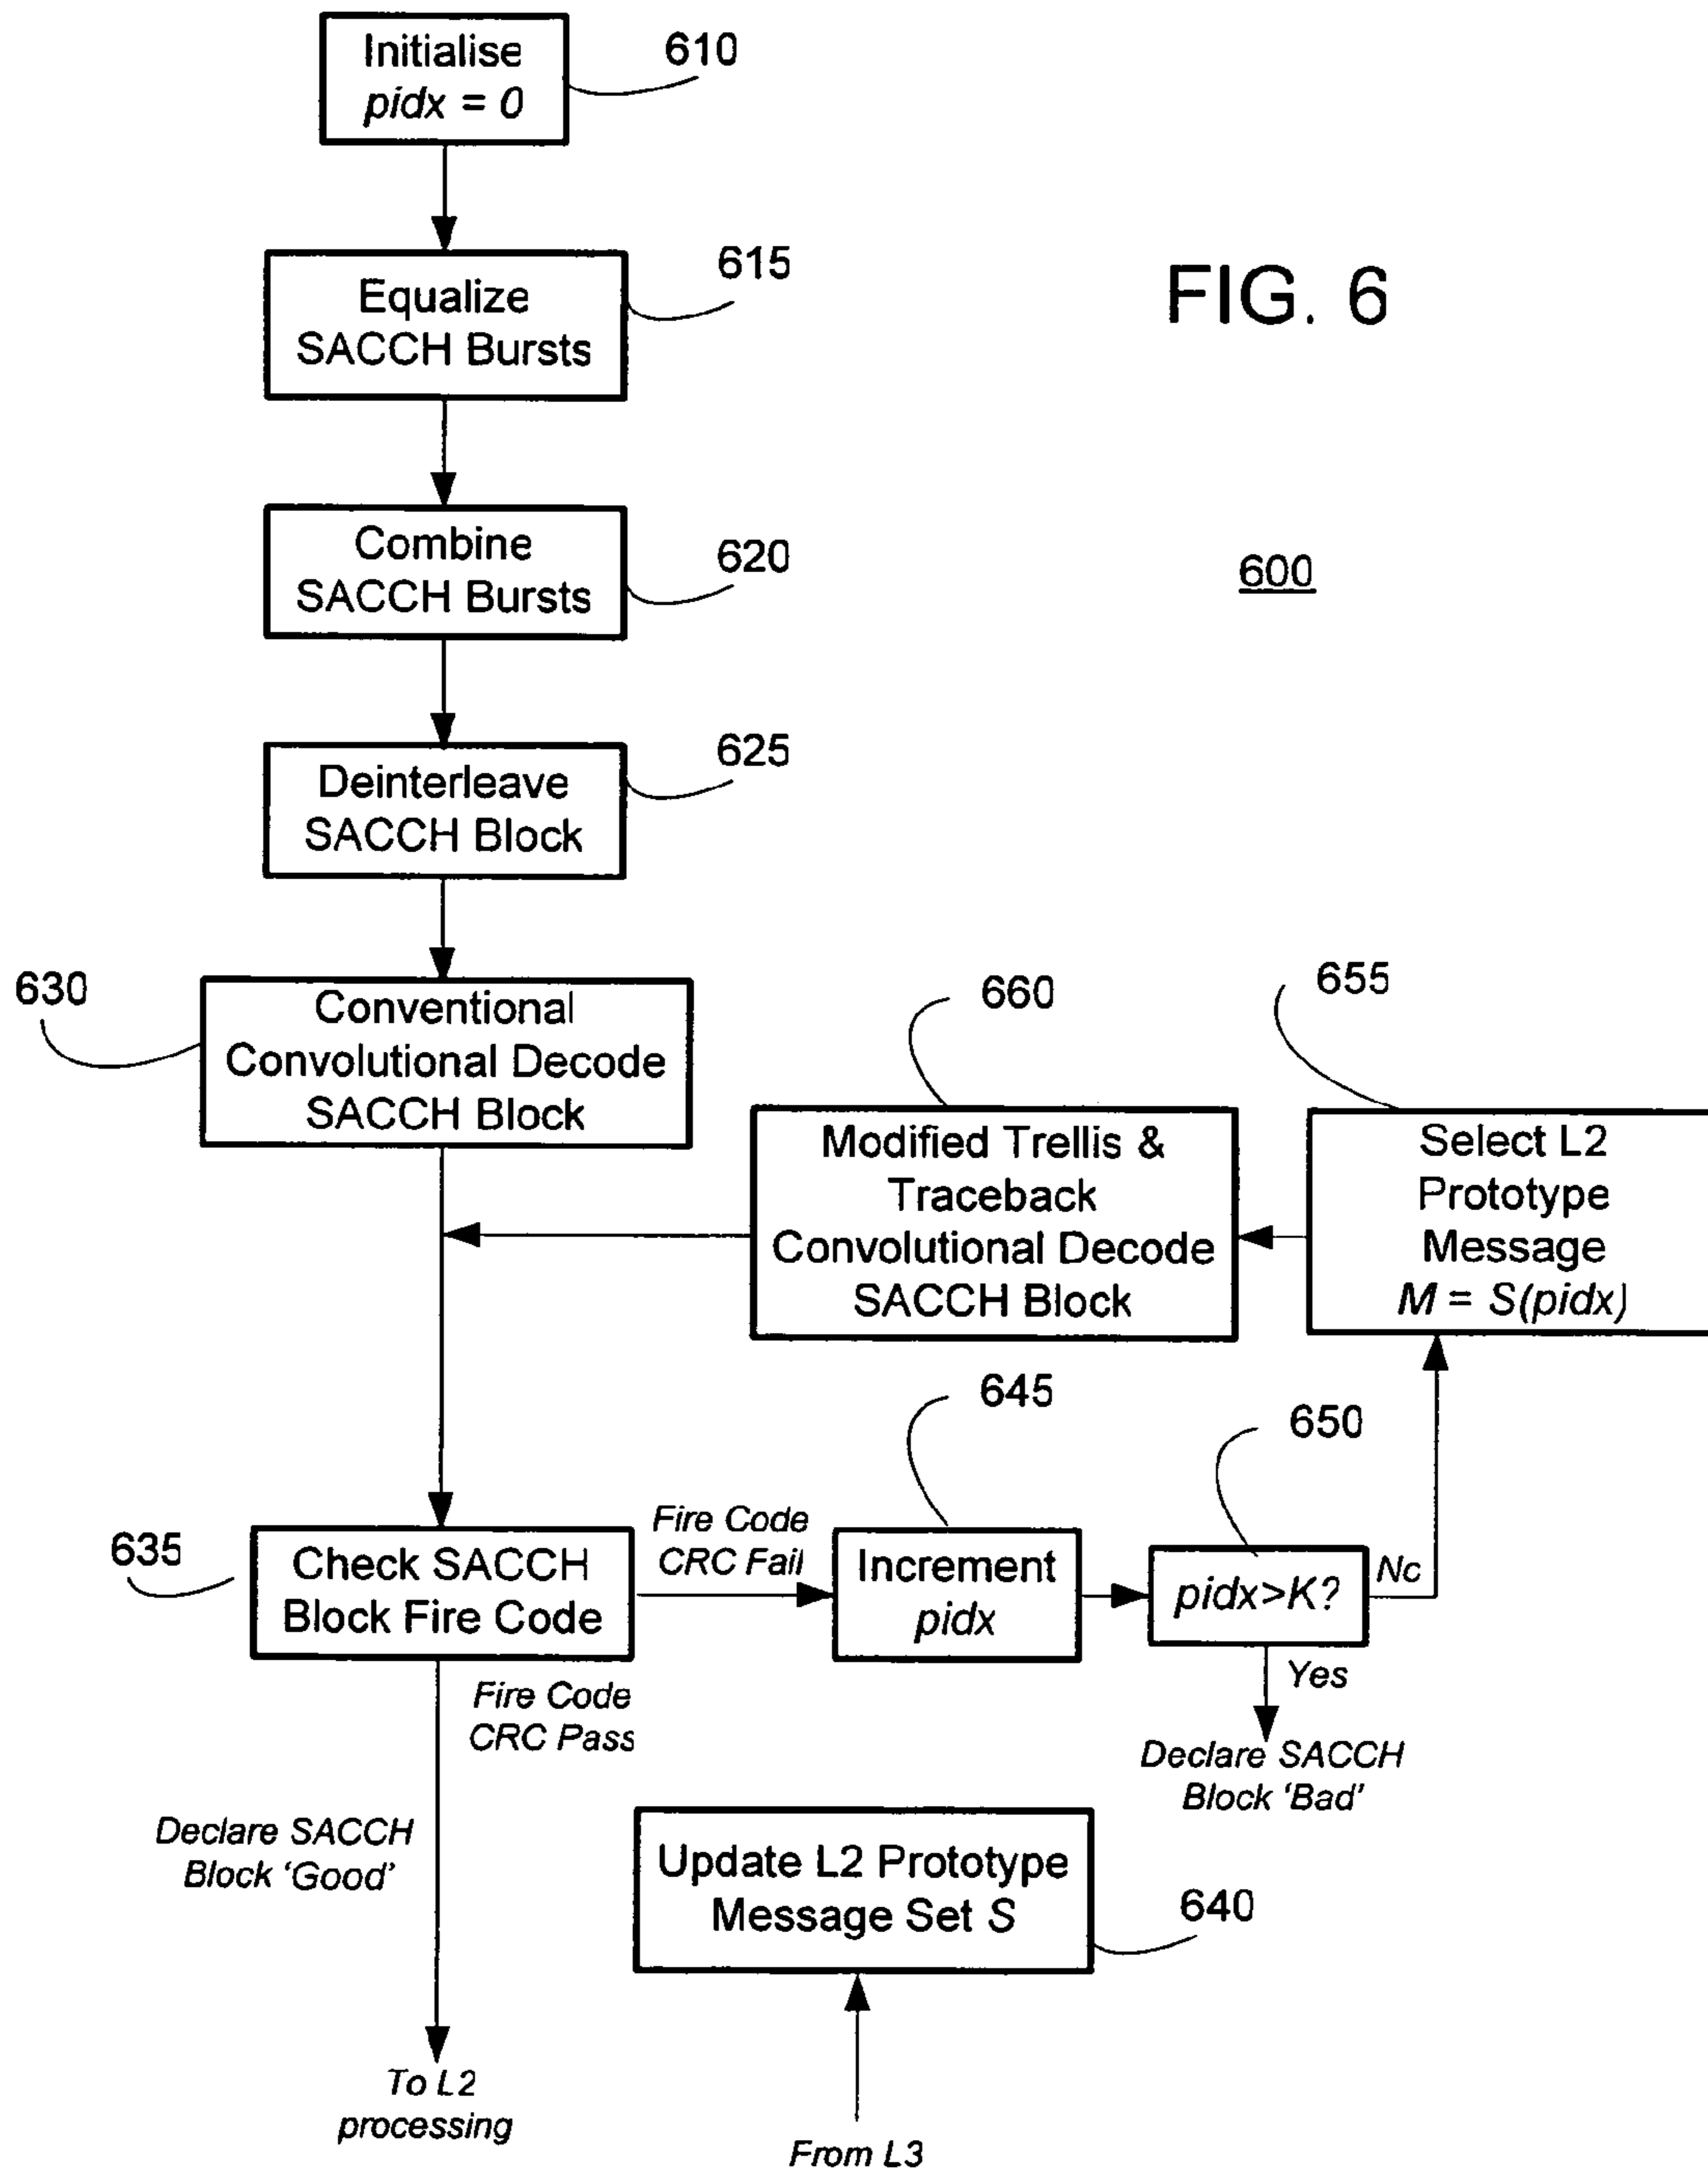 Initialise
pidx = 0
610
Equalize
SACCH Bursts
615
FIG. 6
Combine
SACCH Bursts
620
600
Deinterleave
SACCH Block
625
630
Conventional
Convolutional Decode
SACCH Block
660
655
Modified Trellis &
Traceback
Convolutional Decode
SACCH Block
Select L2
Prototype
Message
M = S(pidx)
645
650
635
Check SACCH
Block Fire Code
Fire Code
CRC Fail
Increment
pidx
pidx>K?
Nc
Yes
Fire Code
CRC Pass
Declare SACCH
Block 'Bad'
Declare SACCH
Block 'Good'
Update L2 Prototype
Message Set S
640
To L2
processing
From L3